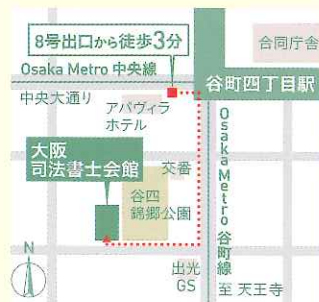 8号出口から徒歩3分
合同庁舎
Osaka Metro 中央線
谷町四丁目駅
中央大通り
アパヴィラ
ホテル
Osaka Metro 谷町線
大阪
司法書士会館
交番
谷四
錦郷公園
N
出光
GS
至 天王寺